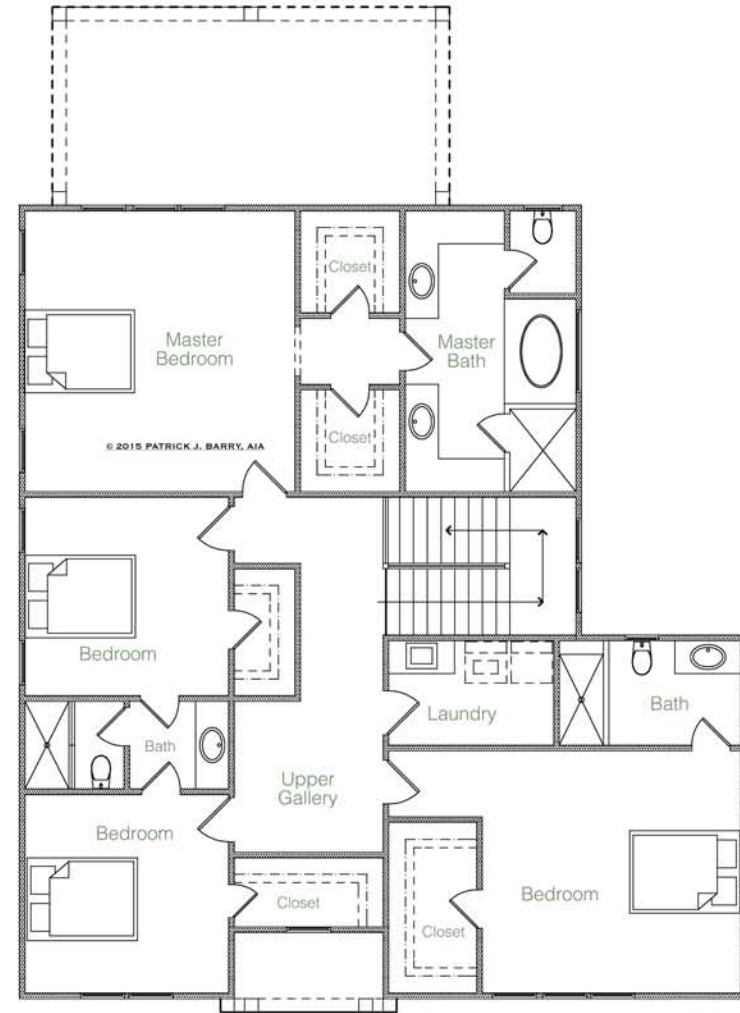 Closet
Master
Bedroom
Master
Bath
Closet
© 2015 PATRICK J. BARRY, AIA
Bedroom
Laundry
Bath
Bath
Upper
Gallery
Bedroom
Bedroom
Closet
Closet